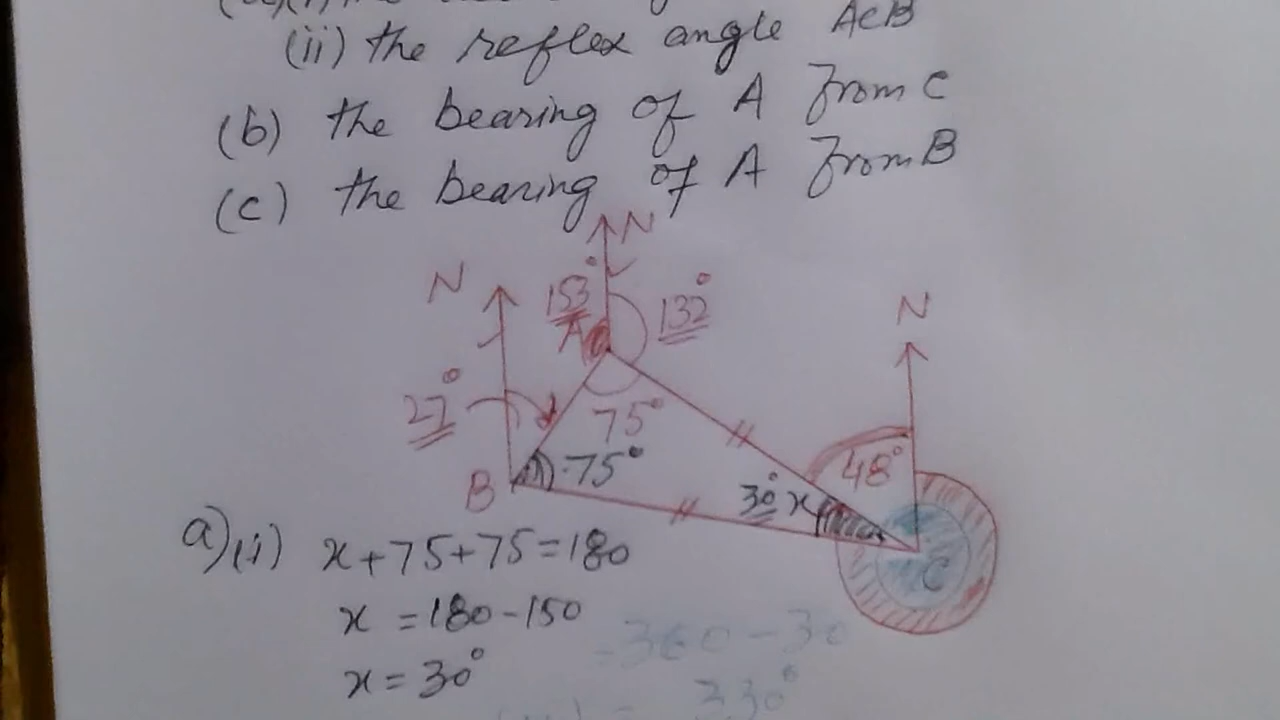 (ii) the reflex angle ACB
(b) the bearing of A from C
(c) the bearing of A from B
N
N
153°
132°
A
N
27°
75°
75°
B
48°
30° x
C
a)(i) x+75+75=180
x =180-150
x = 30°
=360-30
= 330°